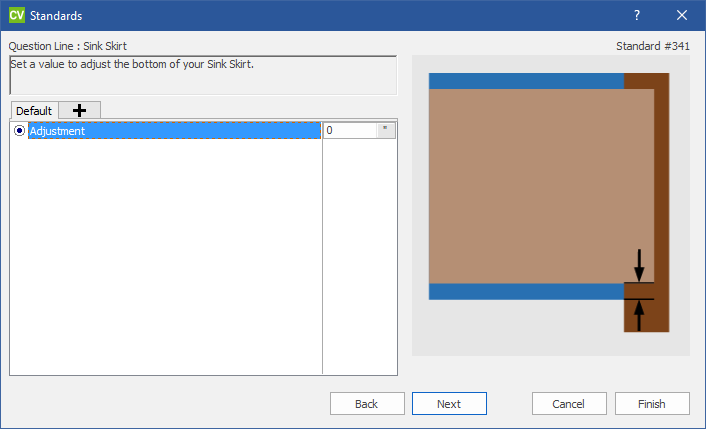 CV Standards ?
Question Line : Sink Skirt Standard #341
Set a value to adjust the bottom of your Sink Skirt.
Default
Adjustment 0 "
Back Next Cancel Finish